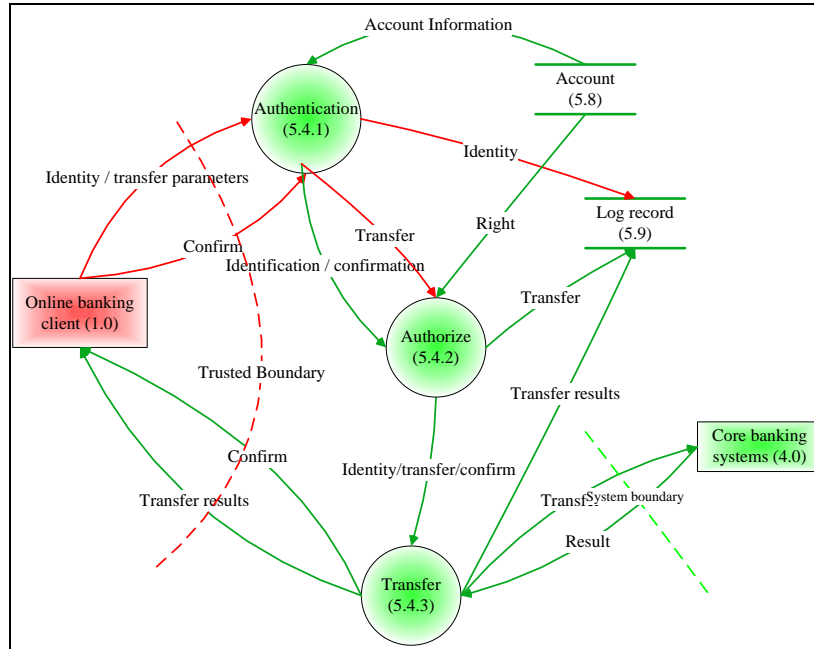 Account Information
Authentication
(5.4.1)
Account
(5.8)
Identity
Identity / transfer parameters
Log record
(5.9)
Right
Transfer
Confirm
Identification / confirmation
Online banking
client (1.0)
Transfer
Authorize
(5.4.2)
Trusted Boundary
Transfer results
Core banking
systems (4.0)
Confirm
Identity/transfer/confirm
Transfer results
Transfer
System boundary
Result
Transfer
(5.4.3)